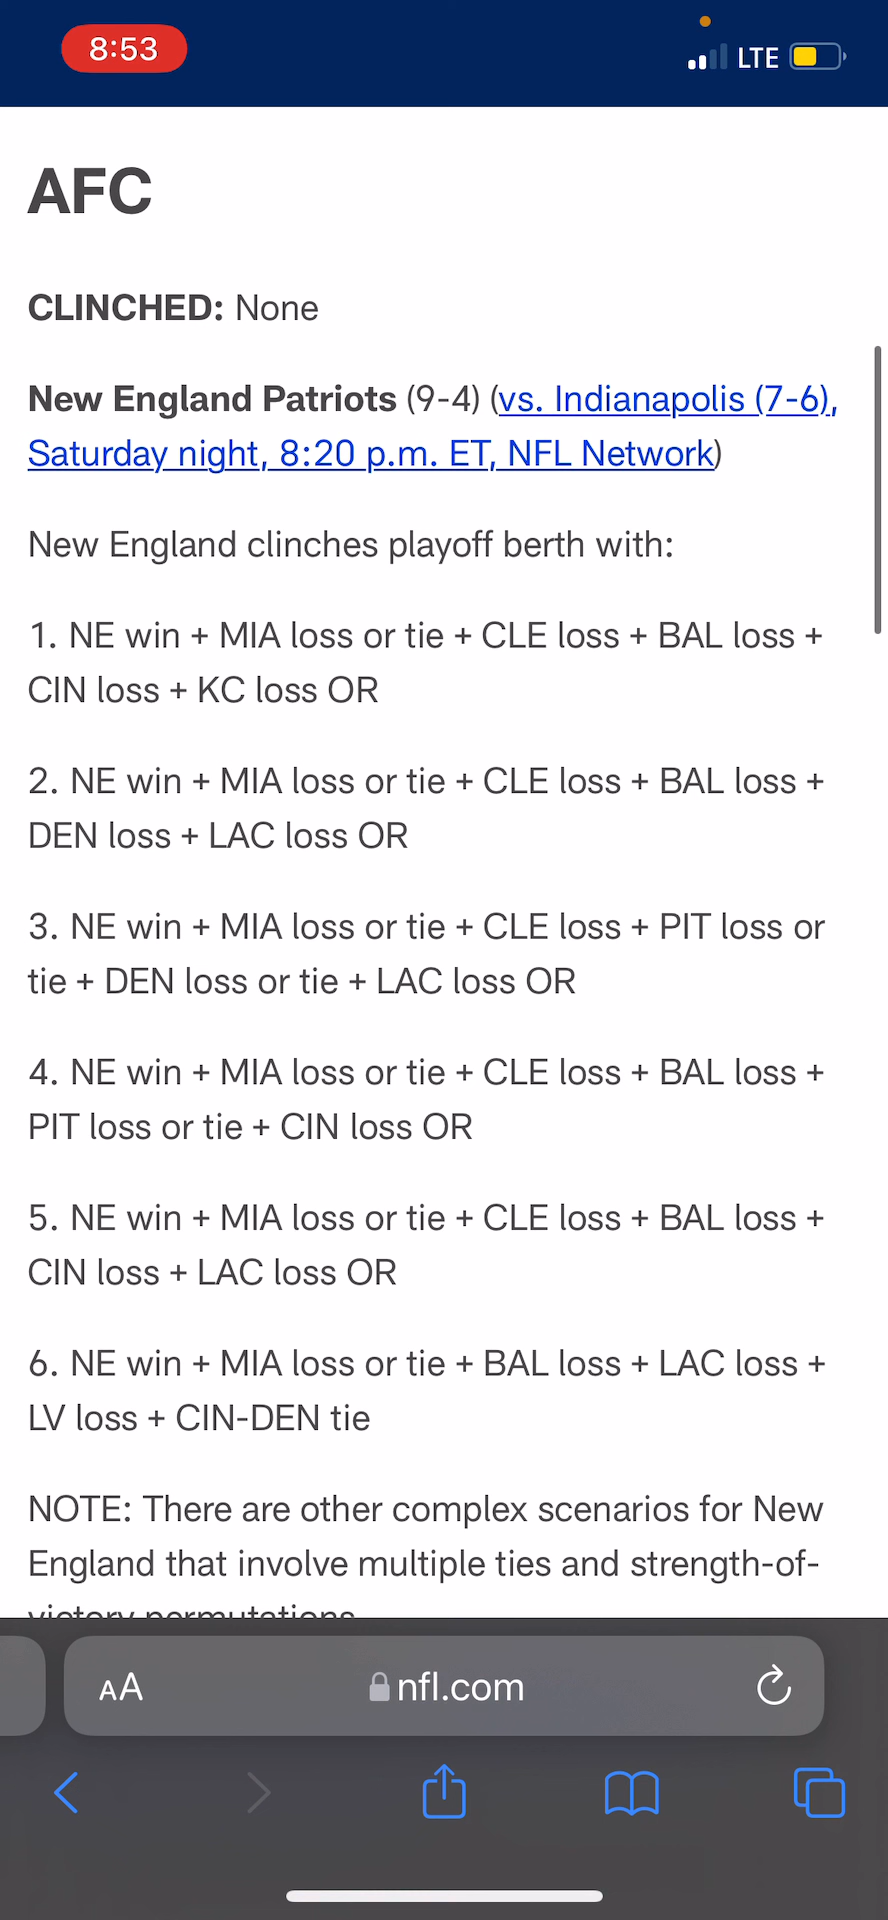 8:53
LTE
AFC
CLINCHED: None
New England Patriots (9-4) (vs. Indianapolis (7-6),
Saturday night, 8:20 p.m. ET, NFL Network)
New England clinches playoff berth with:
1. NE win + MIA loss or tie + CLE loss + BAL loss +
CIN loss + KC loss OR
2. NE win + MIA loss or tie + CLE loss + BAL loss +
DEN loss + LAC loss OR
3. NE win + MIA loss or tie + CLE loss + PIT loss or
tie + DEN loss or tie + LAC loss OR
4. NE win + MIA loss or tie + CLE loss + BAL loss +
PIT loss or tie + CIN loss OR
5. NE win + MIA loss or tie + CLE loss + BAL loss +
CIN loss + LAC loss OR
6. NE win + MIA loss or tie + BAL loss + LAC loss +
LV loss + CIN-DEN tie
NOTE: There are other complex scenarios for New
England that involve multiple ties and strength-of-
victory permutations
AA
nfl.com